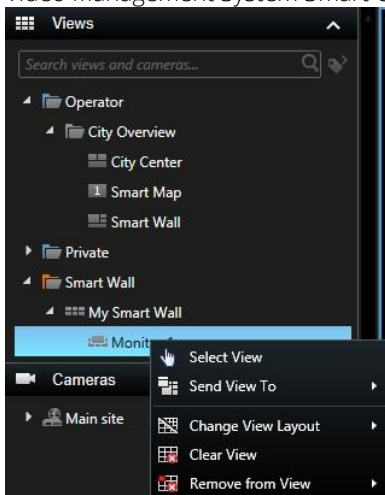 Views
Search views and cameras...
Operator
City Overview
City Center
1 Smart Map
Smart Wall
Private
Smart Wall
My Smart Wall
Select View
Cameras
Send View To
Main site
Change View Layout
Clear View
Remove from View